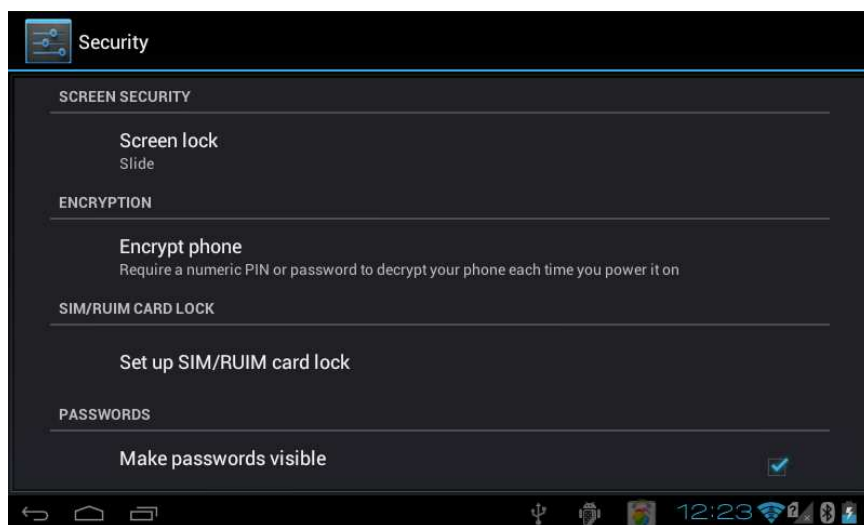 Security
SCREEN SECURITY
Screen lock
Slide
ENCRYPTION
Encrypt phone
Require a numeric PIN or password to decrypt your phone each time you power it on
SIM/RUIM CARD LOCK
Set up SIM/RUIM card lock
PASSWORDS
Make passwords visible
12:23